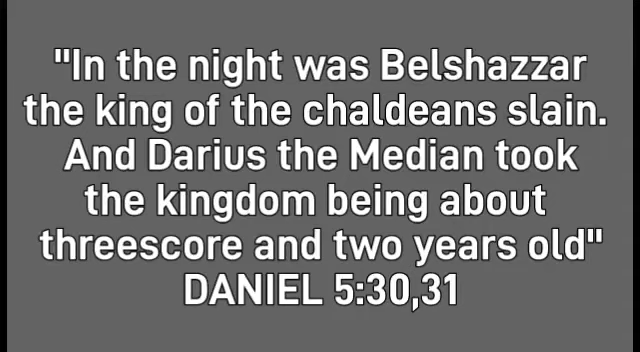 "In the night was Belshazzar
the king of the chaldeans slain.
And Darius the Median took
the kingdom being about
threescore and two years old"
DANIEL 5:30,31